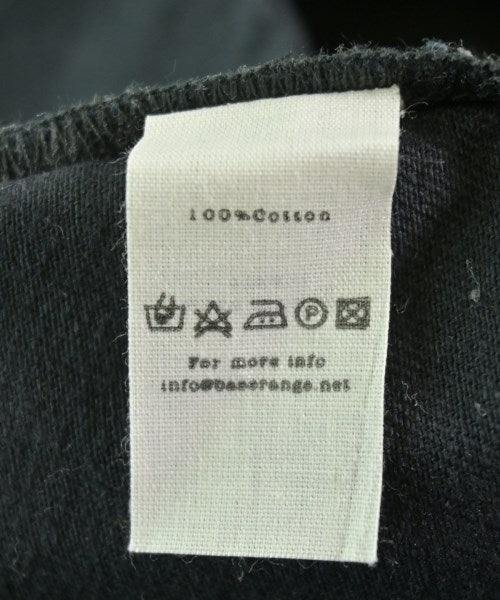 100%Cotton
P
For more info
info@baserange.net